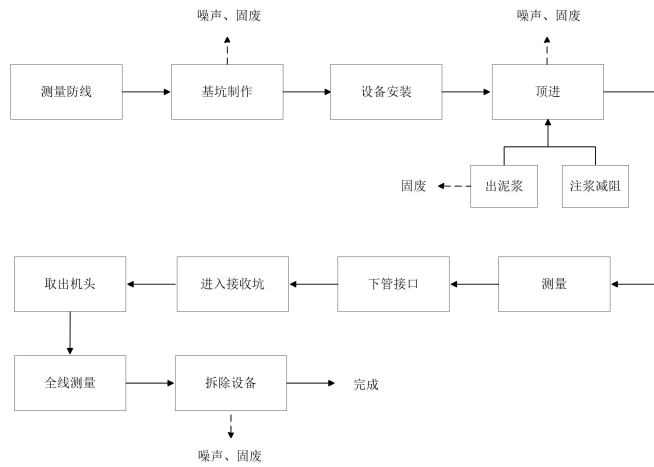 噪声、固废
噪声、固废
测量防线
基坑制作
设备安装
顶进
固废
出泥浆
注浆减阻
取出机头
进入接收坑
下管接口
测量
全线测量
拆除设备
完成
噪声、固废